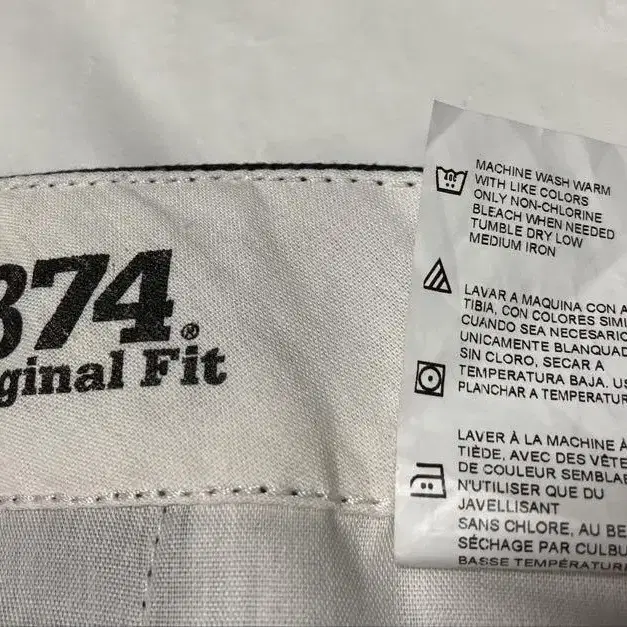 874®
ginal Fit
MACHINE WASH WARM
WITH LIKE COLORS
ONLY NON-CHLORINE
BLEACH WHEN NEEDED
TUMBLE DRY LOW
MEDIUM IRON
LAVAR A MAQUINA CON A
TIBIA, CON COLORES SIMI
CUANDO SEA NECESARIO
UNICAMENTE BLANQUAD
SIN CLORO, SECAR A
TEMPERATURA BAJA. US
PLANCHAR A TEMPERATUR
LAVER À LA MACHINE À
TIÈDE, AVEC DES VÊTE
DE COULEUR SEMBLAB
N'UTILISER QUE DU
JAVELLISANT
SANS CHLORE, AU BE
SÉCHAGE PAR CULBU
BASSE TEMPÉRATURE